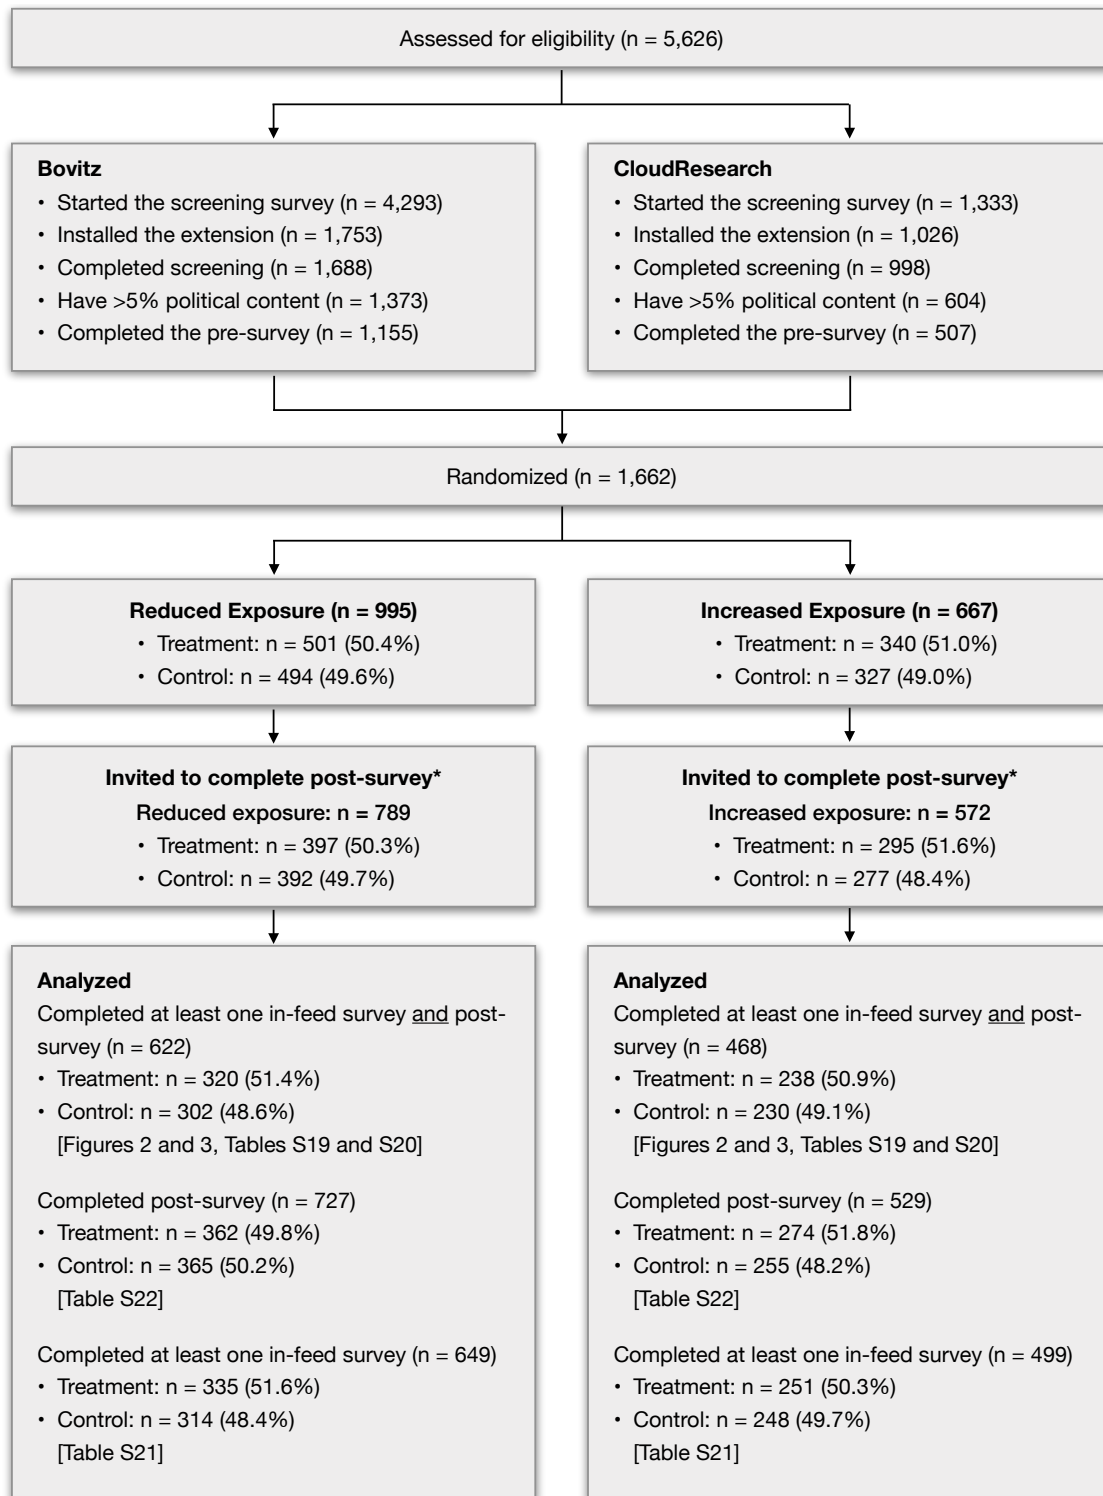 Assessed for eligibility (n = 5,626)
Bovitz
• Started the screening survey (n = 4,293)
• Installed the extension (n = 1,753)
• Completed screening (n = 1,688)
• Have >5% political content (n = 1,373)
• Completed the pre-survey (n = 1,155)
CloudResearch
• Started the screening survey (n = 1,333)
• Installed the extension (n = 1,026)
• Completed screening (n = 998)
• Have >5% political content (n = 604)
• Completed the pre-survey (n = 507)
Randomized (n = 1,662)
Reduced Exposure (n = 995)
• Treatment: n = 501 (50.4%)
• Control: n = 494 (49.6%)
Increased Exposure (n = 667)
• Treatment: n = 340 (51.0%)
• Control: n = 327 (49.0%)
Invited to complete post-survey*
Reduced exposure: n = 789
• Treatment: n = 397 (50.3%)
• Control: n = 392 (49.7%)
Invited to complete post-survey*
Increased exposure: n = 572
• Treatment: n = 295 (51.6%)
• Control: n = 277 (48.4%)
Analyzed
Completed at least one in-feed survey and post-
survey (n = 622)
• Treatment: n = 320 (51.4%)
• Control: n = 302 (48.6%)
[Figures 2 and 3, Tables S19 and S20]
Completed post-survey (n = 727)
• Treatment: n = 362 (49.8%)
• Control: n = 365 (50.2%)
[Table S22]
Completed at least one in-feed survey (n = 649)
• Treatment: n = 335 (51.6%)
• Control: n = 314 (48.4%)
[Table S21]
Analyzed
Completed at least one in-feed survey and post-
survey (n = 468)
• Treatment: n = 238 (50.9%)
• Control: n = 230 (49.1%)
[Figures 2 and 3, Tables S19 and S20]
Completed post-survey (n = 529)
• Treatment: n = 274 (51.8%)
• Control: n = 255 (48.2%)
[Table S22]
Completed at least one in-feed survey (n = 499)
• Treatment: n = 251 (50.3%)
• Control: n = 248 (49.7%)
[Table S21]